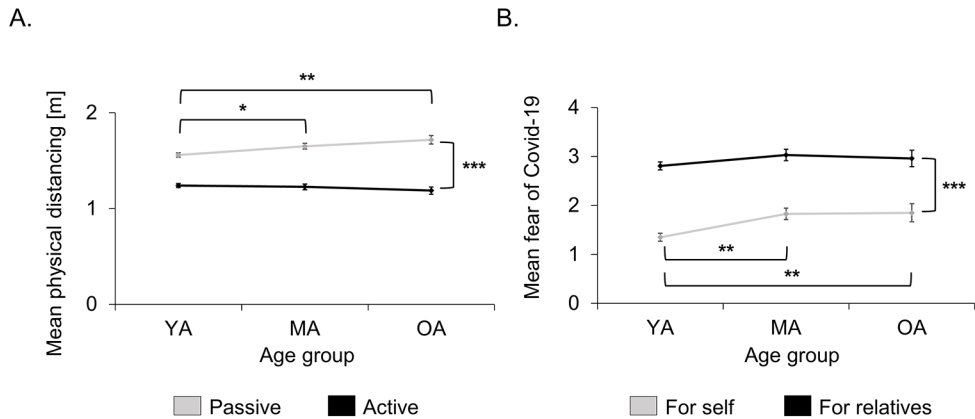 A.
Mean physical distancing [m]
2
1
0
**
*
***
YA MA OA
Age group
Passive Active
B.
Mean fear of Covid-19
4
3
2
1
0
***
**
**
YA MA OA
Age group
For self For relatives